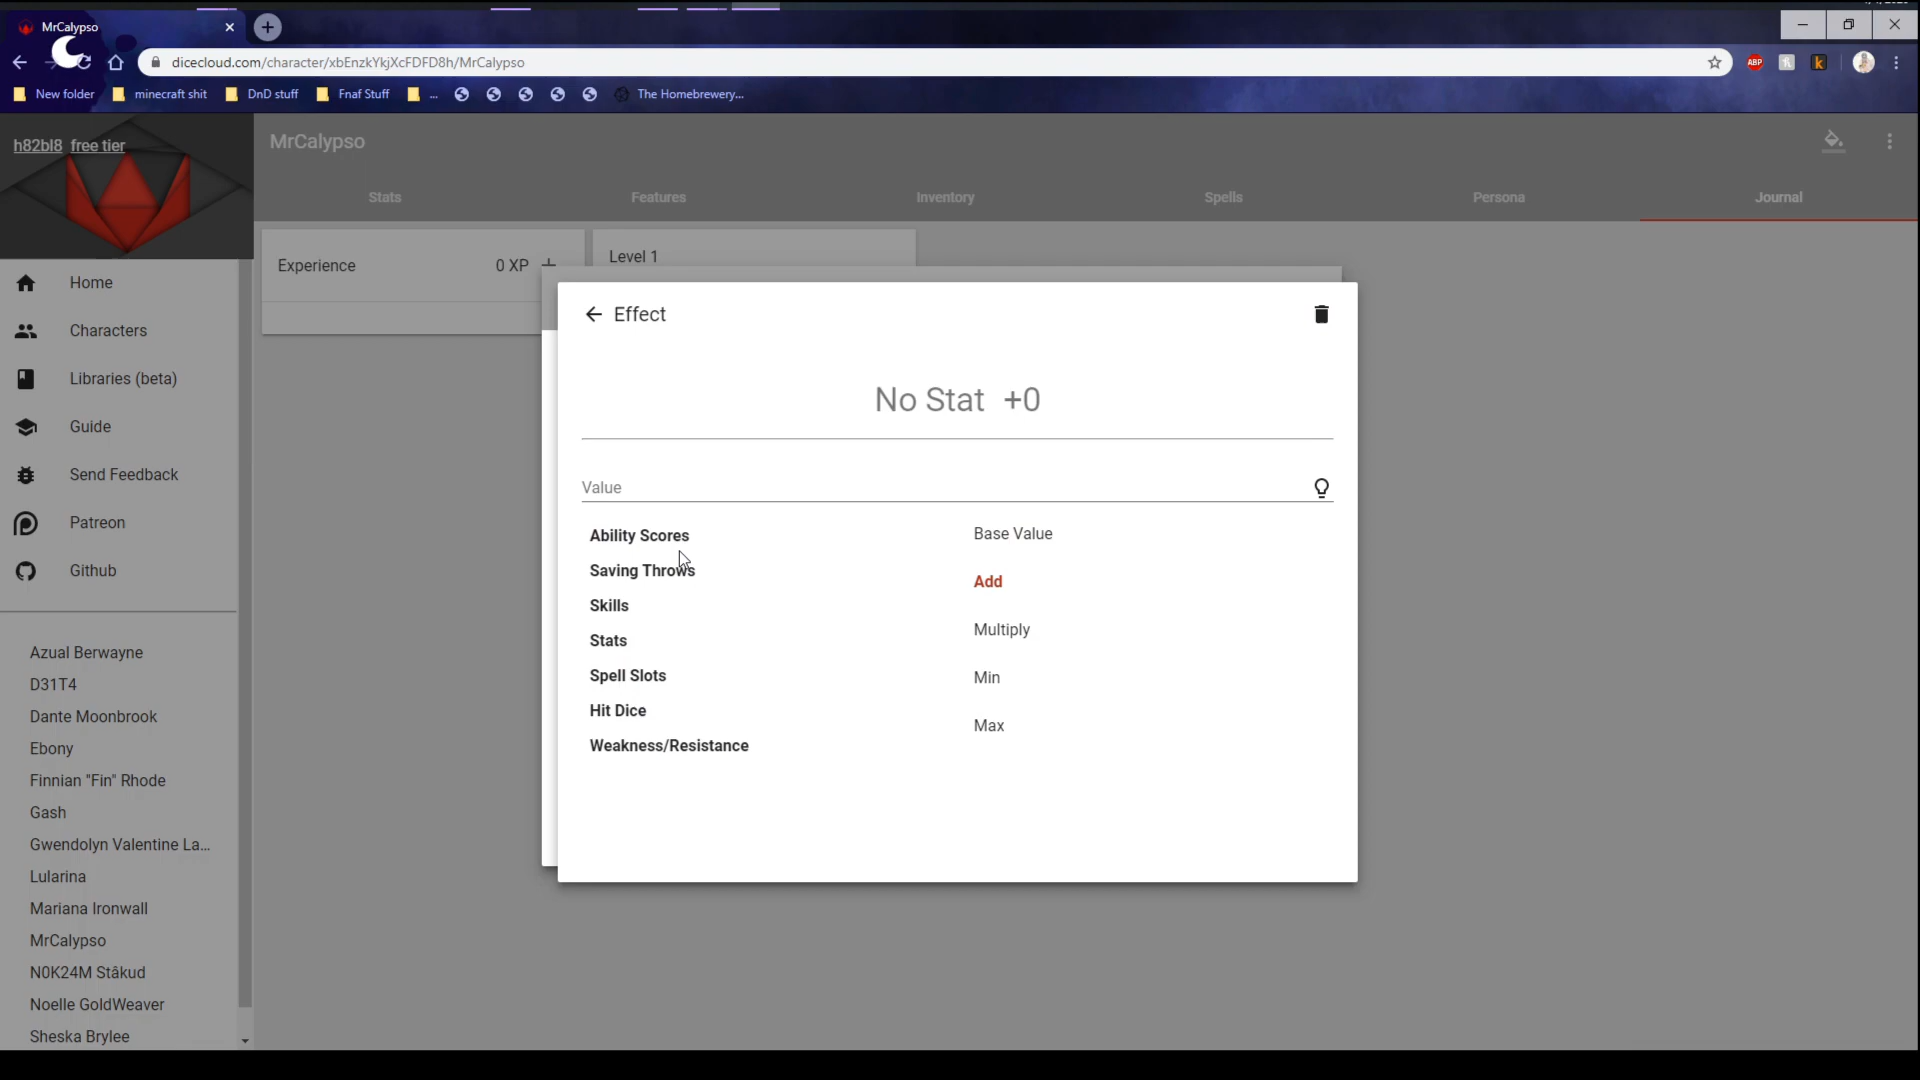 MrCalypso
dicecloud.com/character/xbEnzkYkjXcFDFD8h/MrCalypso
ABP
k
New folder
minecraft shit
DnD stuff
Fnaf Stuff
...
The Homebrewery...
h82bl8 free tier
MrCalypso
Stats
Features
Inventory
Spells
Persona
Journal
Experience
0 XP
Level 1
Home
Characters
Libraries (beta)
Guide
Send Feedback
Patreon
Github
Azual Berwayne
D31T4
Dante Moonbrook
Ebony
Finnian "Fin" Rhode
Gash
Gwendolyn Valentine La...
Lularina
Mariana Ironwall
MrCalypso
N0K24M Ståkud
Noelle GoldWeaver
Sheska Brylee
Effect
No Stat +0
Value
Ability Scores
Saving Throws
Skills
Stats
Spell Slots
Hit Dice
Weakness/Resistance
Base Value
Add
Multiply
Min
Max